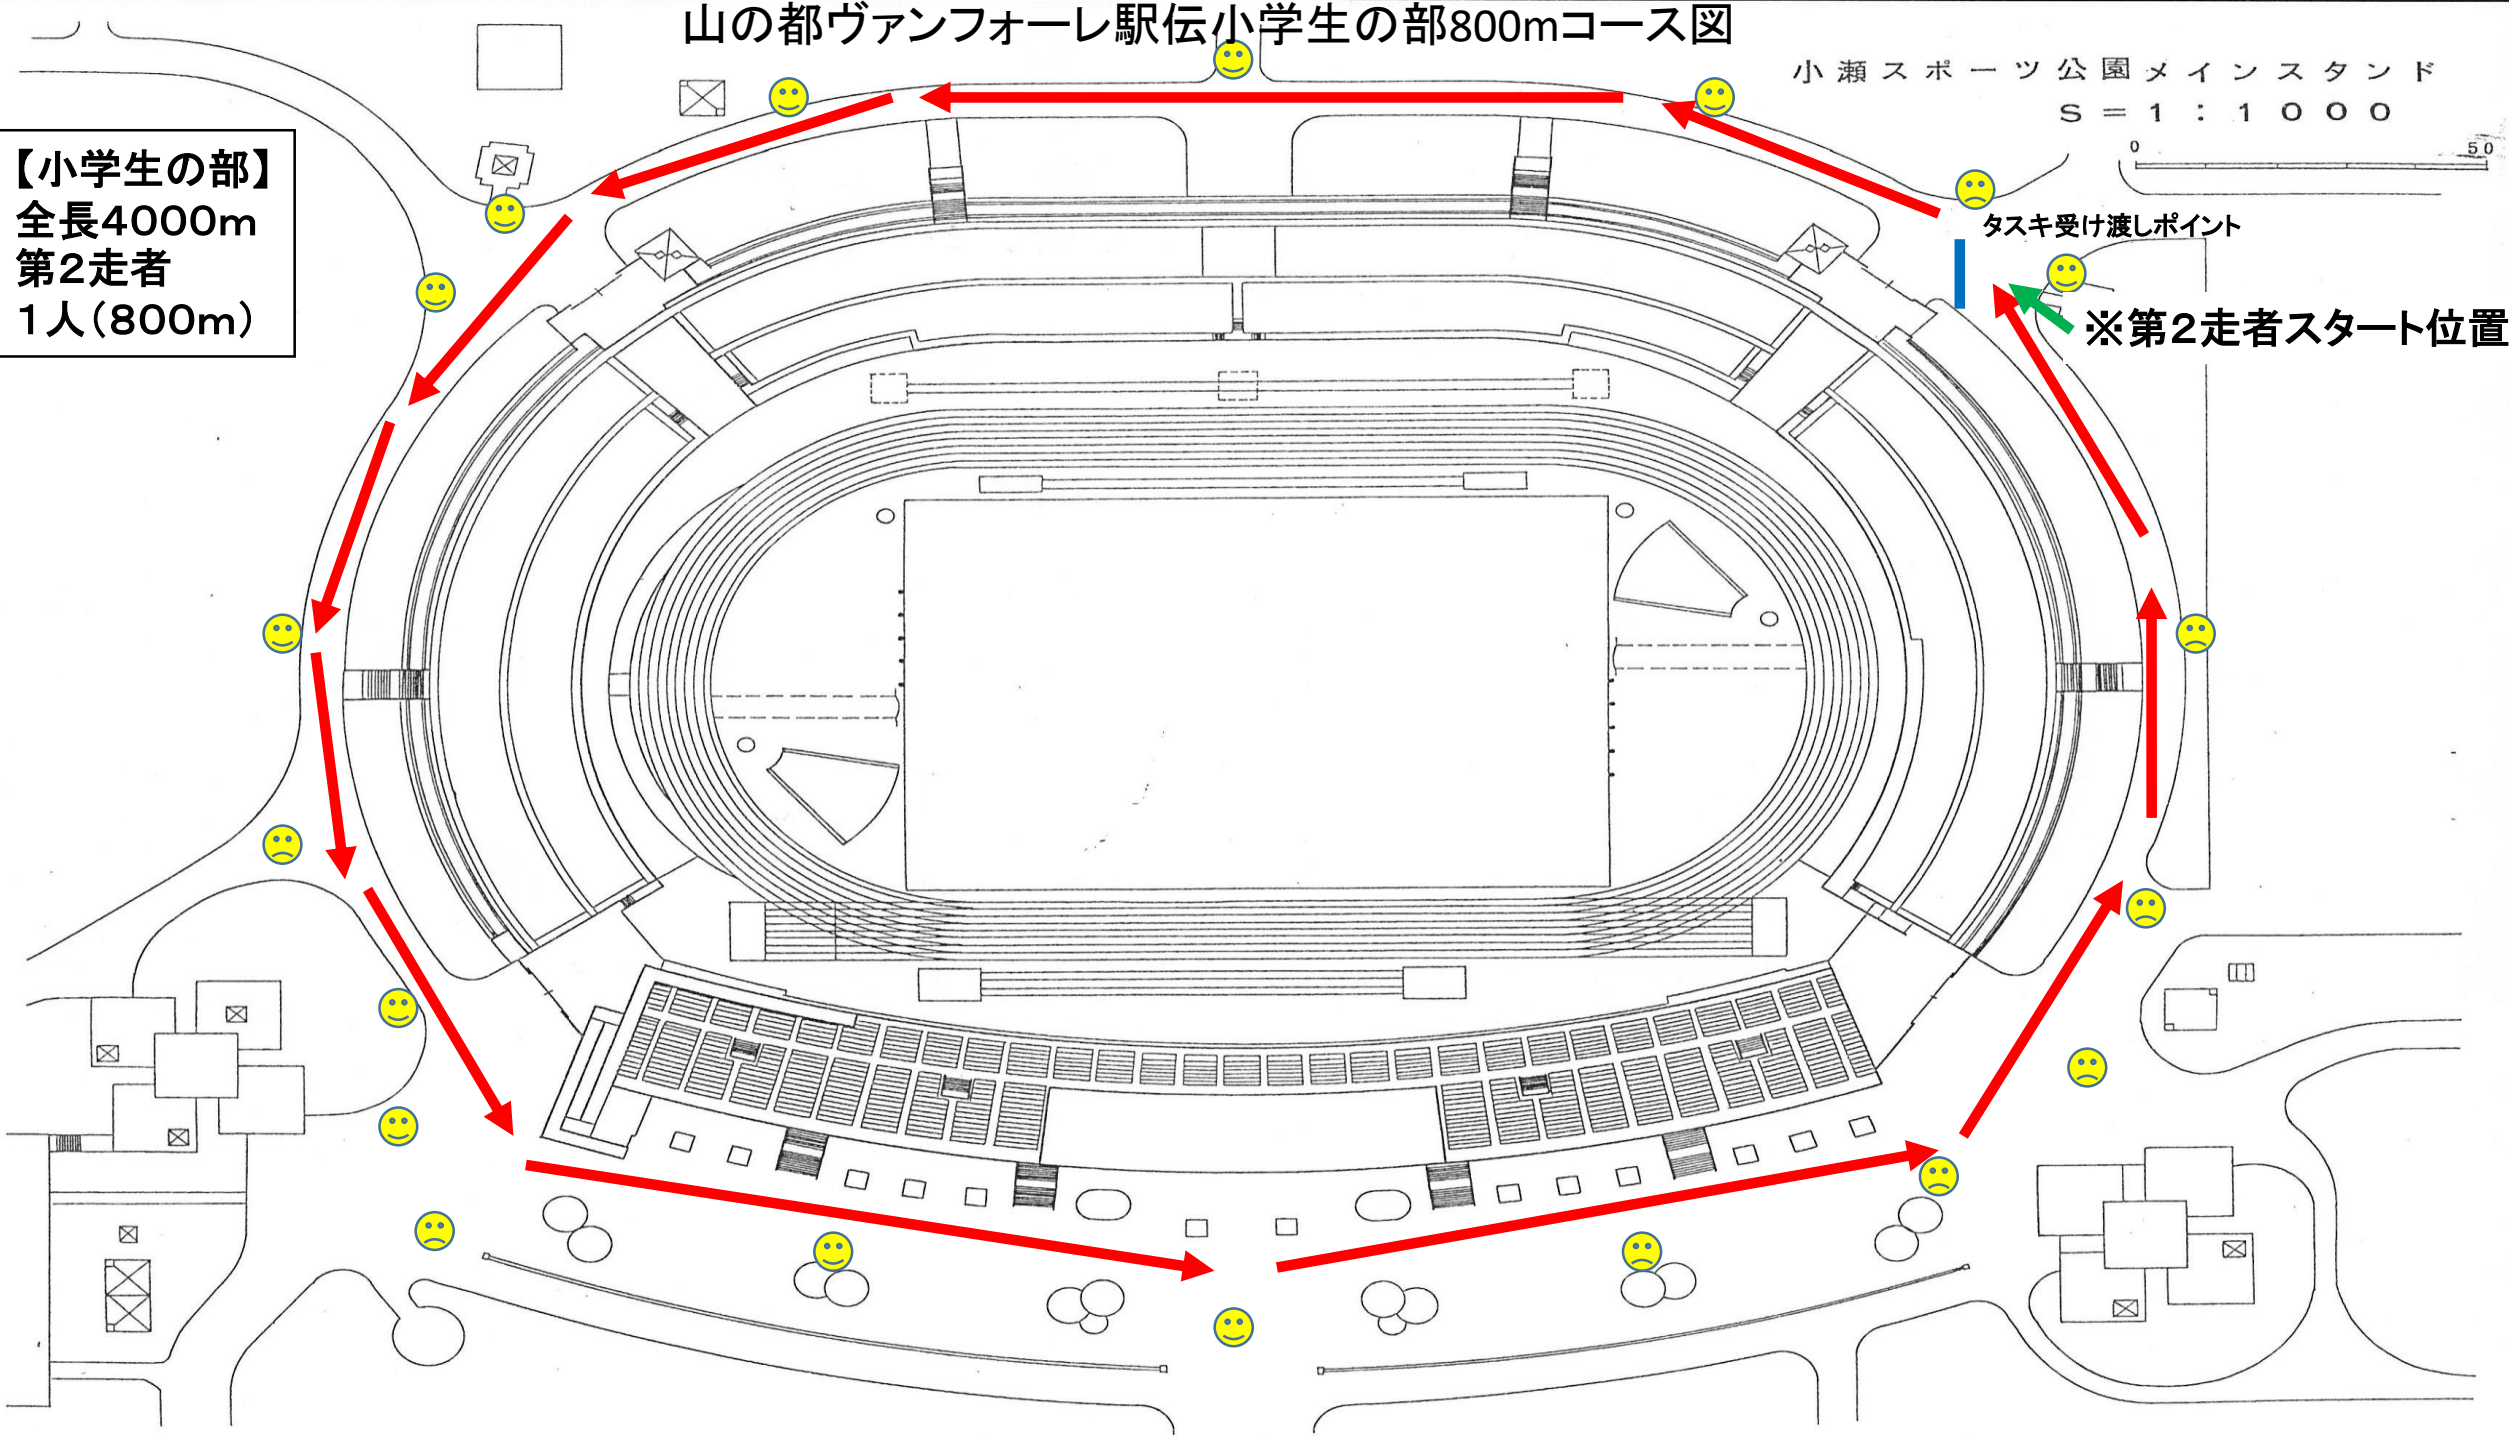 山の都ヴァンフォーレ駅伝小学生の部800mコース図
小瀬スポーツ公園メインスタンド
S=1:1000
0 50
【小学生の部】
全長4000m
第2走者
1人(800m)
タスキ受け渡しポイント
※第2走者スタート位置